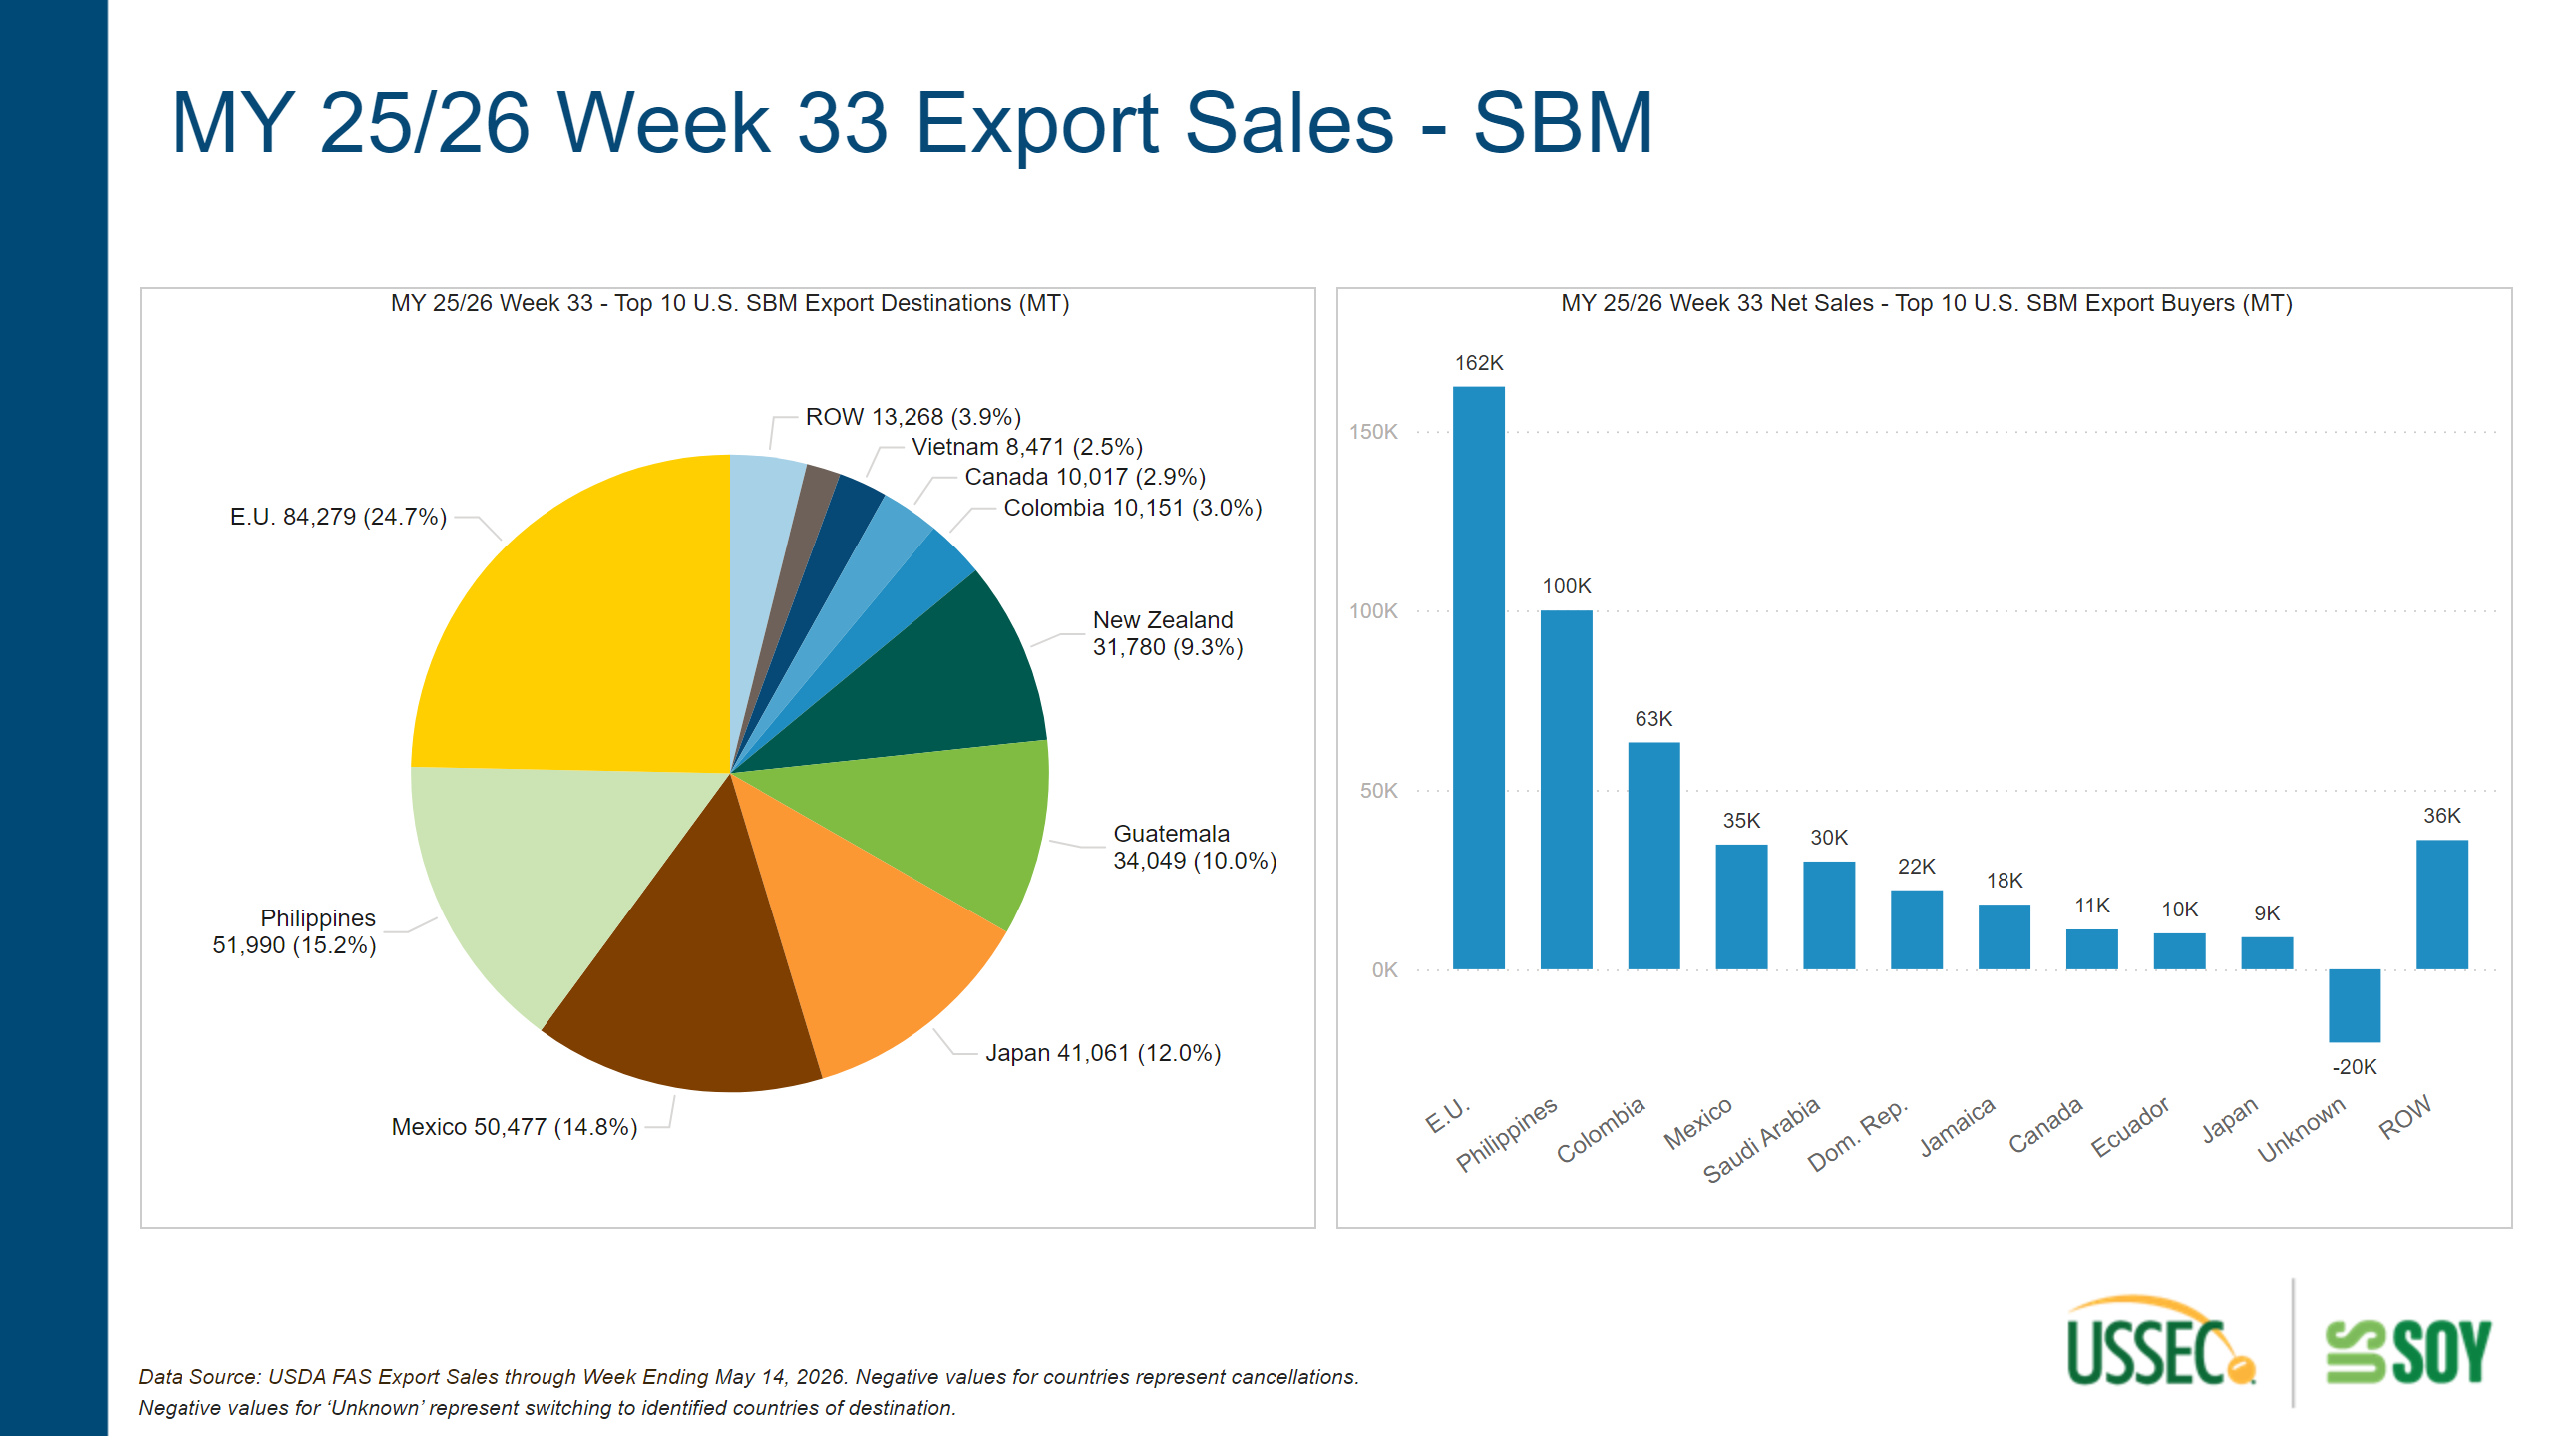 MY 25/26 Week 33 Export Sales - SBM
MY 25/26 Week 33 - Top 10 U.S. SBM Export Destinations (MT)
ROW 13,268 (3.9%)
Vietnam 8,471 (2.5%)
Canada 10,017 (2.9%)
Colombia 10,151 (3.0%)
E.U. 84,279 (24.7%)
New Zealand
31,780 (9.3%)
Guatemala
34,049 (10.0%)
Philippines
51,990 (15.2%)
Japan 41,061 (12.0%)
Mexico 50,477 (14.8%)
MY 25/26 Week 33 Net Sales - Top 10 U.S. SBM Export Buyers (MT)
162K
150K
100K
100K
63K
50K
35K
30K
22K
18K
11K
10K
9K
36K
0K
-20K
E.U.
Philippines
Colombia
Mexico
Saudi Arabia
Dom. Rep.
Jamaica
Canada
Ecuador
Japan
Unknown
ROW
Data Source: USDA FAS Export Sales through Week Ending May 14, 2026. Negative values for countries represent cancellations.
Negative values for ‘Unknown’ represent switching to identified countries of destination.
USSEC
US SOY